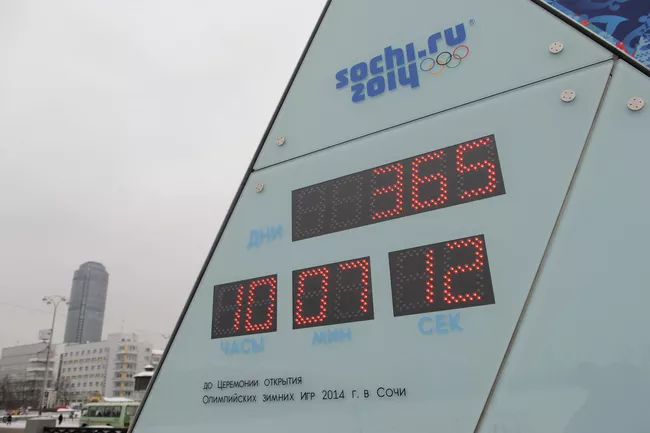 sochi.ru
2014
365
ДНИ
10 07 12
ЧАСЫ МИН СЕК
до Церемонии открытия
Олимпийских зимних Игр 2014 г. в Сочи